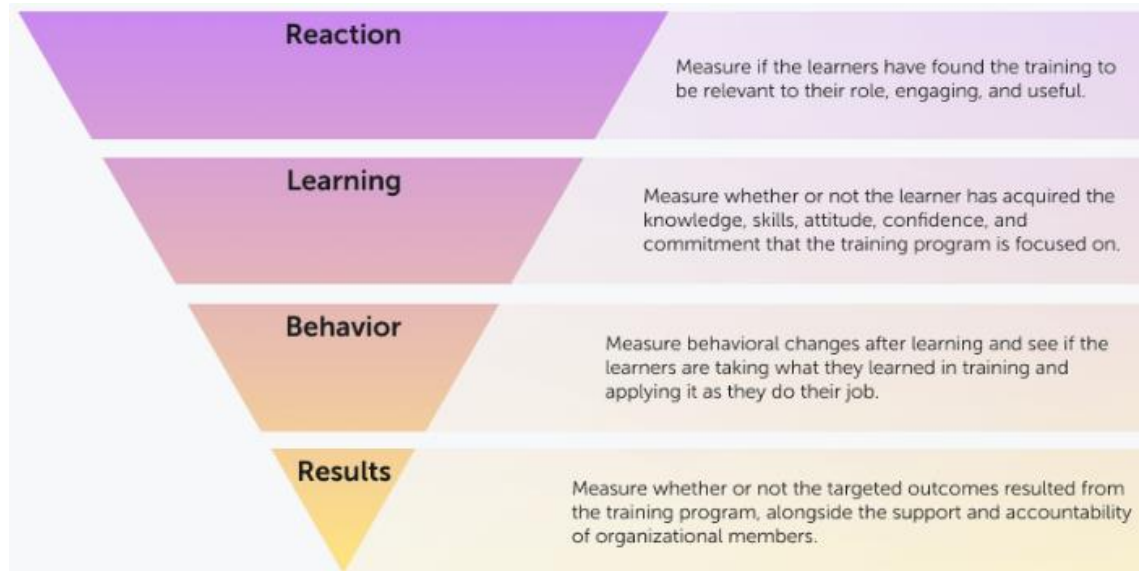 Reaction
Measure if the learners have found the training to
be relevant to their role, engaging, and useful.
Learning
Measure whether or not the learner has acquired the
knowledge, skills, attitude, confidence, and
commitment that the training program is focused on.
Behavior
Measure behavioral changes after learning and see if the
learners are taking what they learned in training and
applying it as they do their job.
Results
Measure whether or not the targeted outcomes resulted from
the training program, alongside the support and accountability
of organizational members.